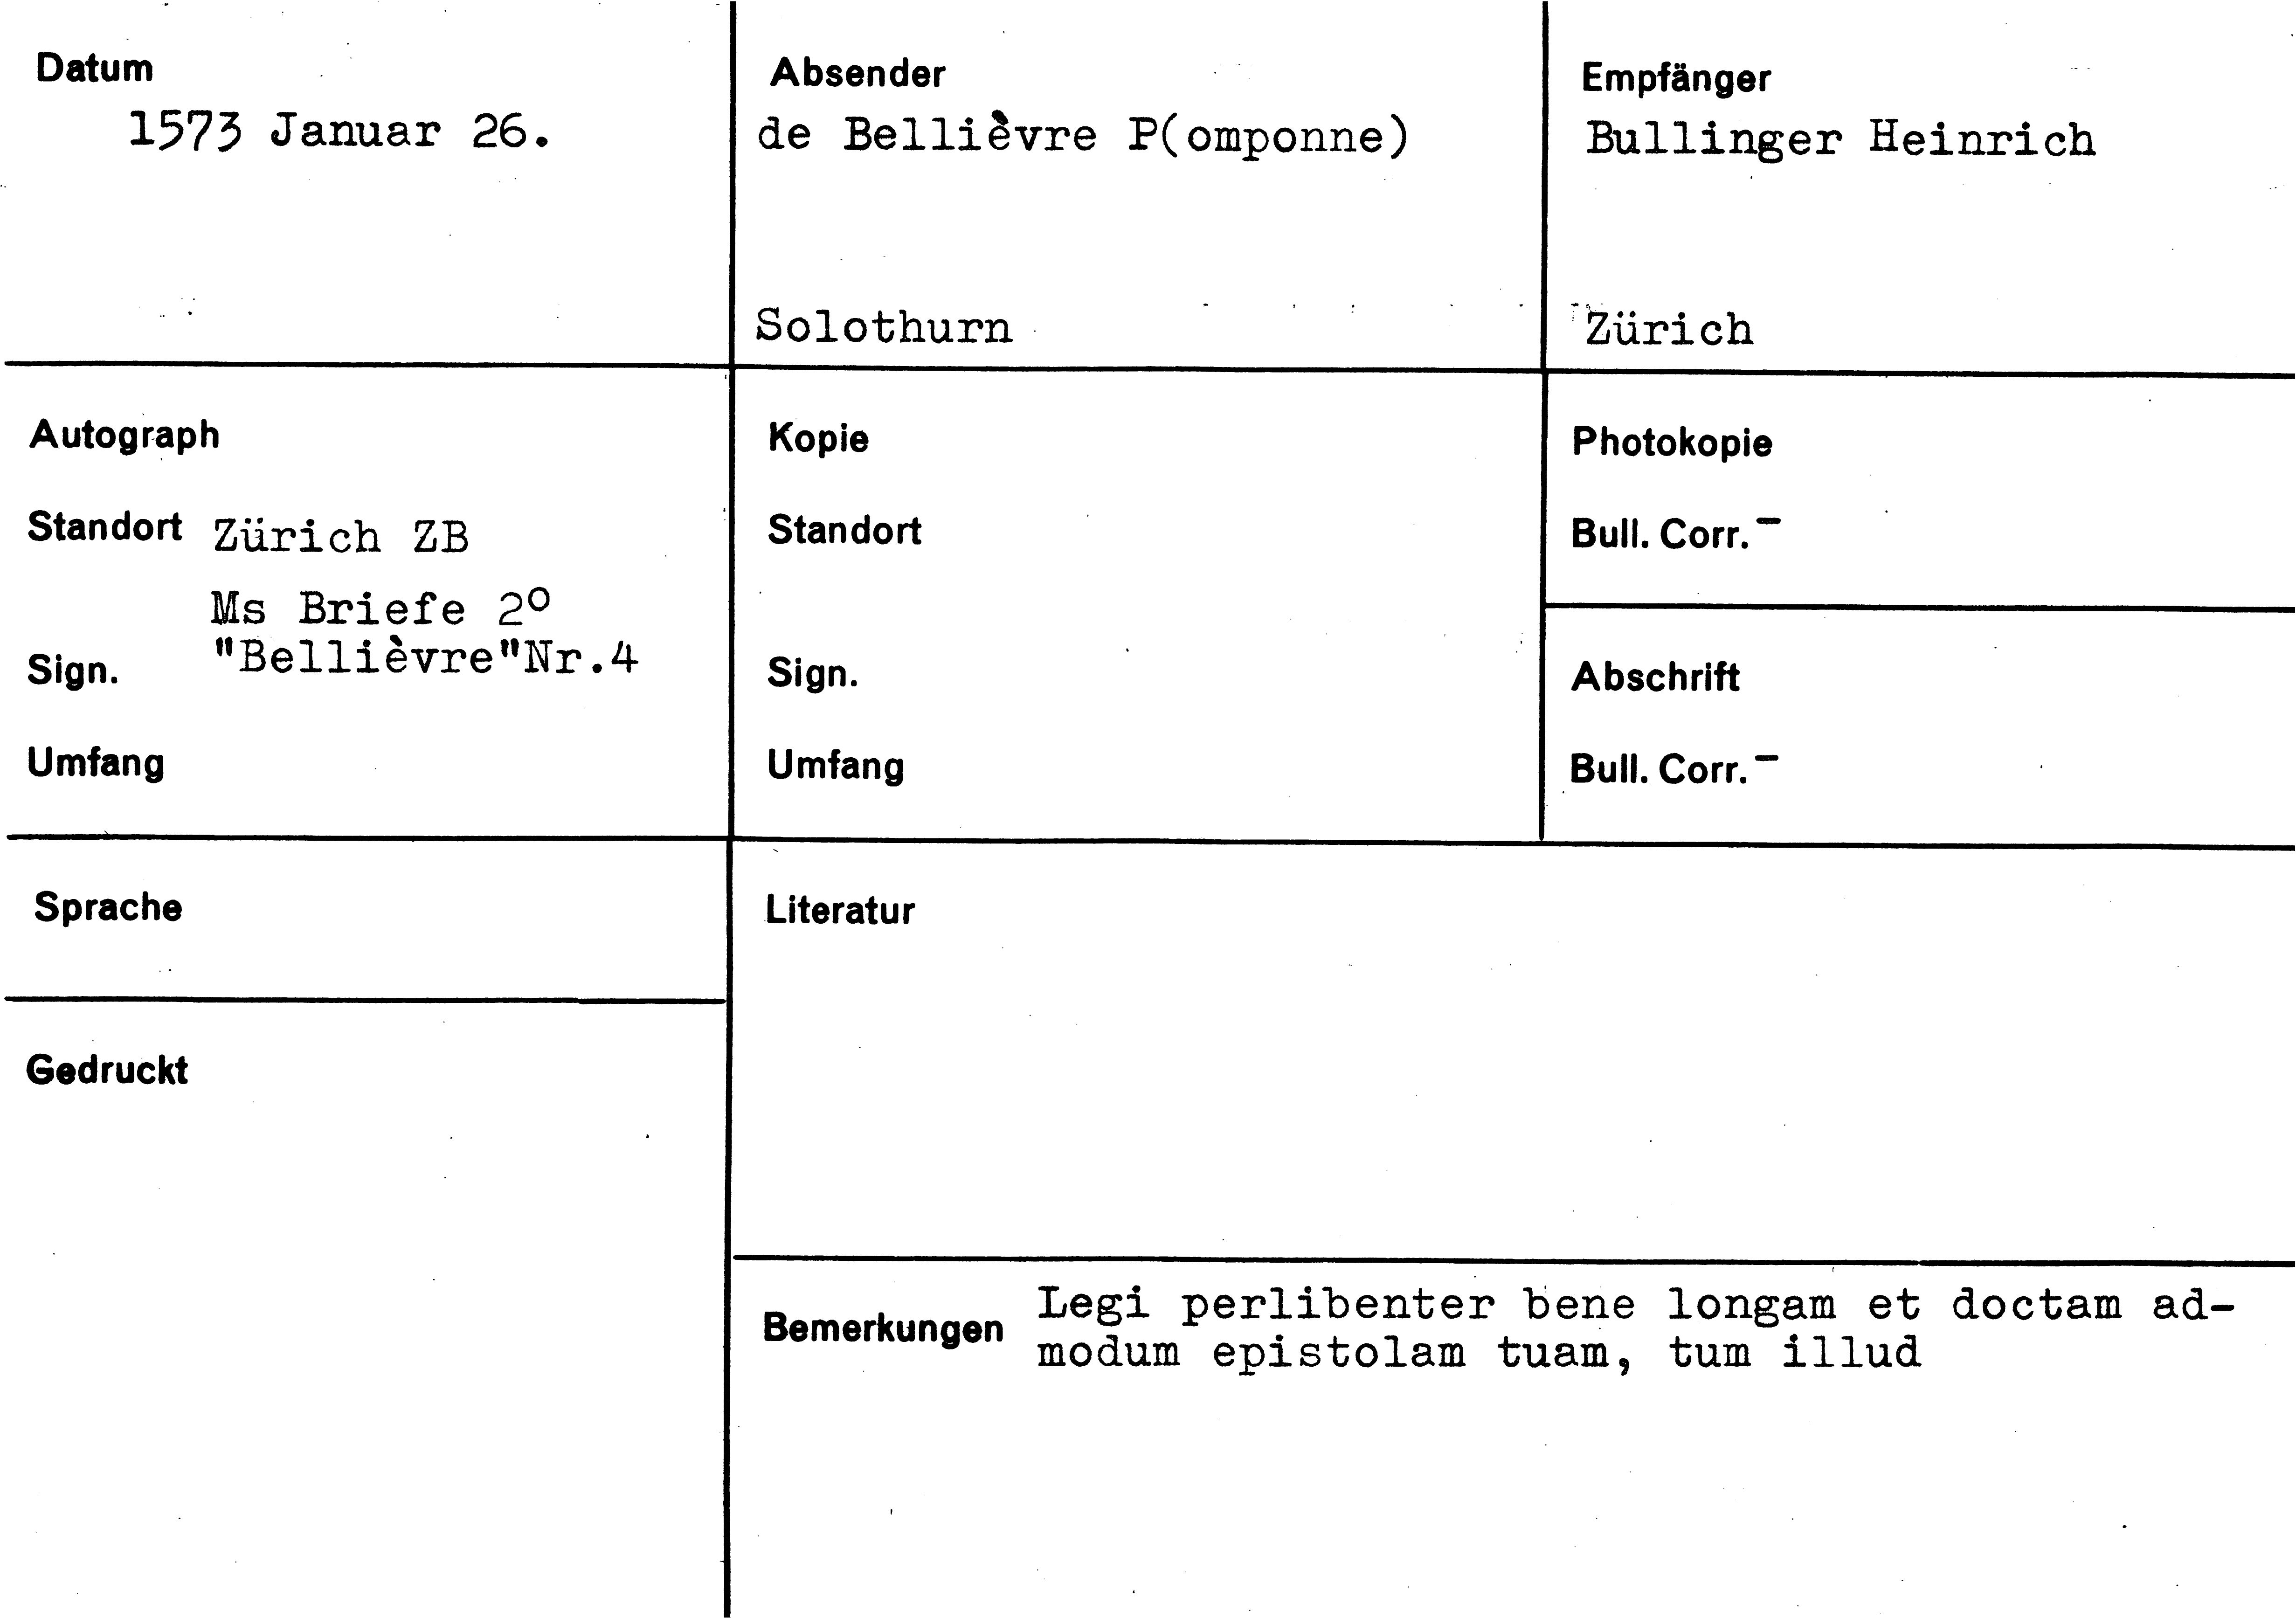 Datum
1573 Januar 26.
Absender
de Bellièvre P(omponne)
Solothurn
Empfänger
Bullinger Heinrich
Zürich
Autograph
Standort Zürich ZB
Ms Briefe 2°
"Bellièvre"Nr.4
Sign.
Umfang
Kopie
Standort
Sign.
Umfang
Photokopie
Bull. Corr. –
Abschrift
Bull. Corr. –
Sprache
Gedruckt
Literatur
Bemerkungen
Legi perlibenter bene longam et doctam ad-
modum epistolam tuam, tum illud